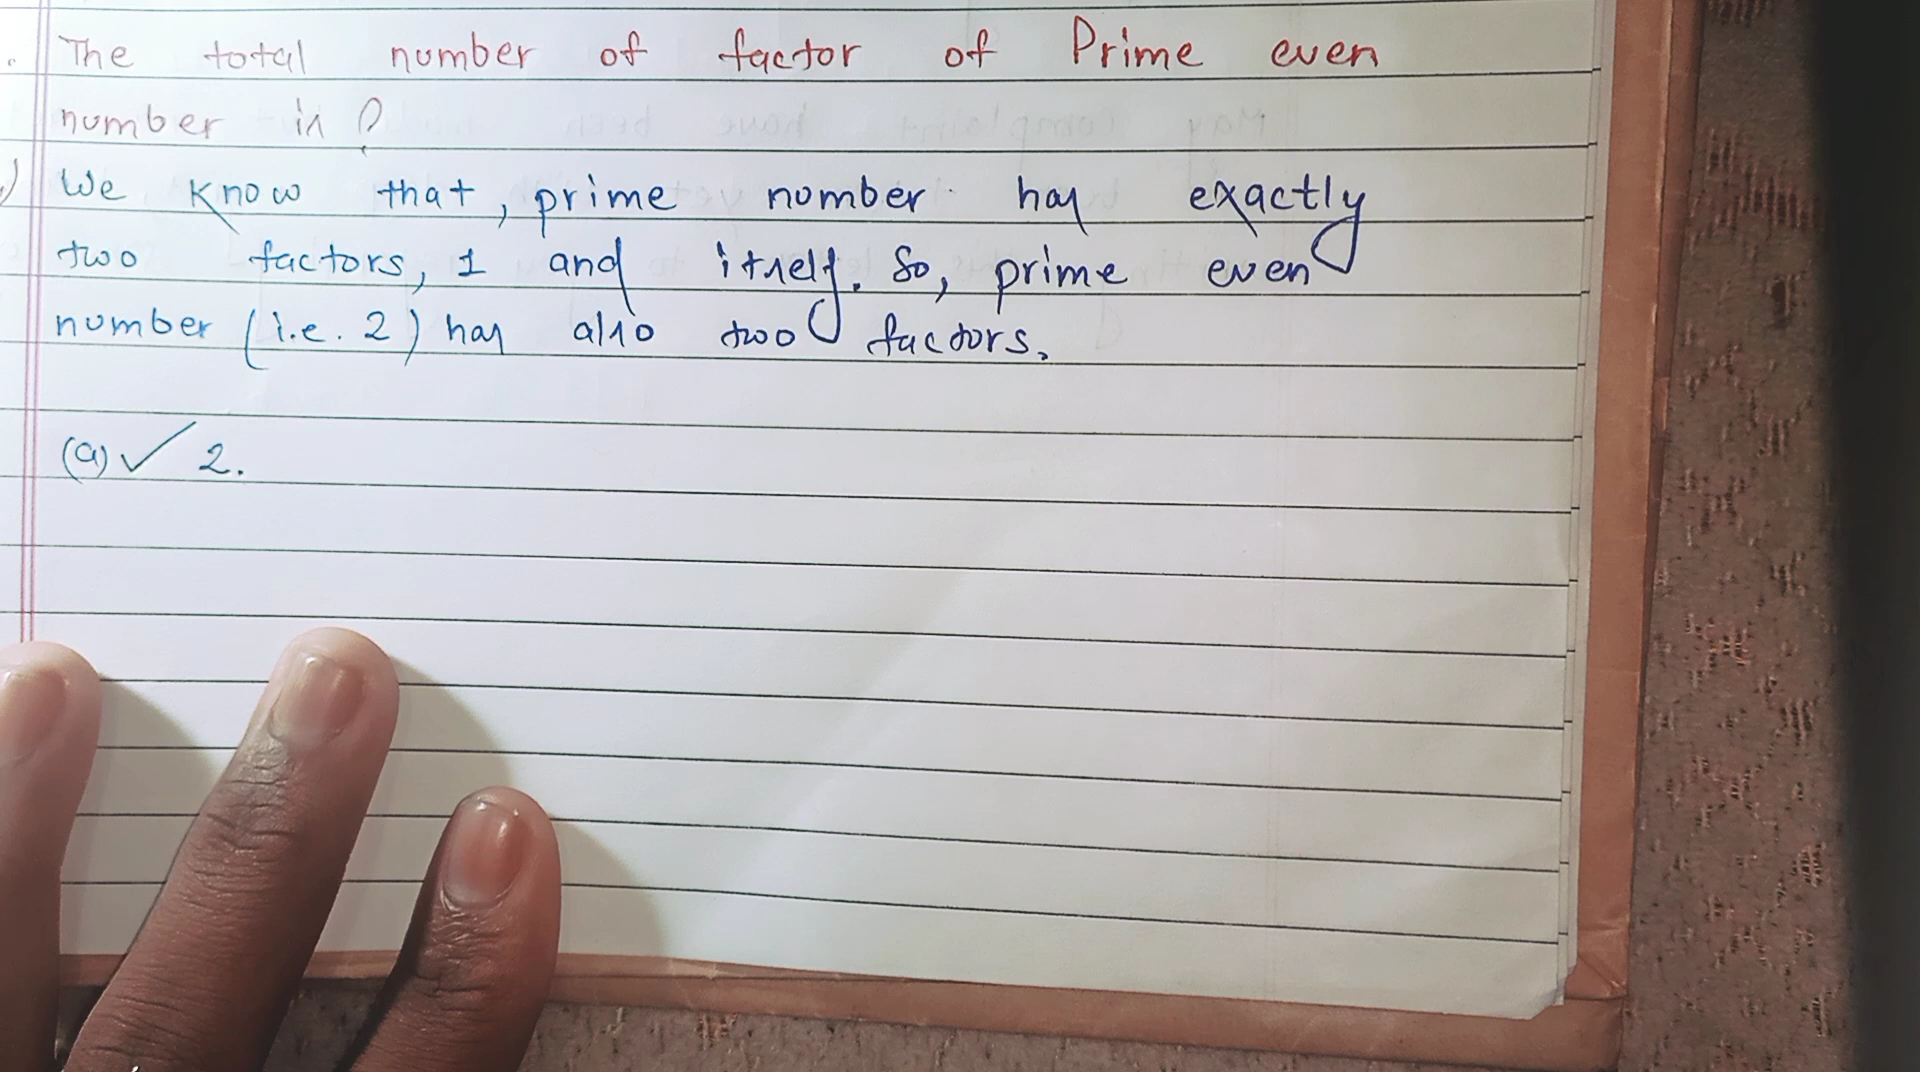 . The total number of factor of Prime even
number in ?
) We know that, prime number has exactly
two factors, 1 and itself. So, prime even
number (i.e. 2) has also two factors.
(a) ✓ 2.